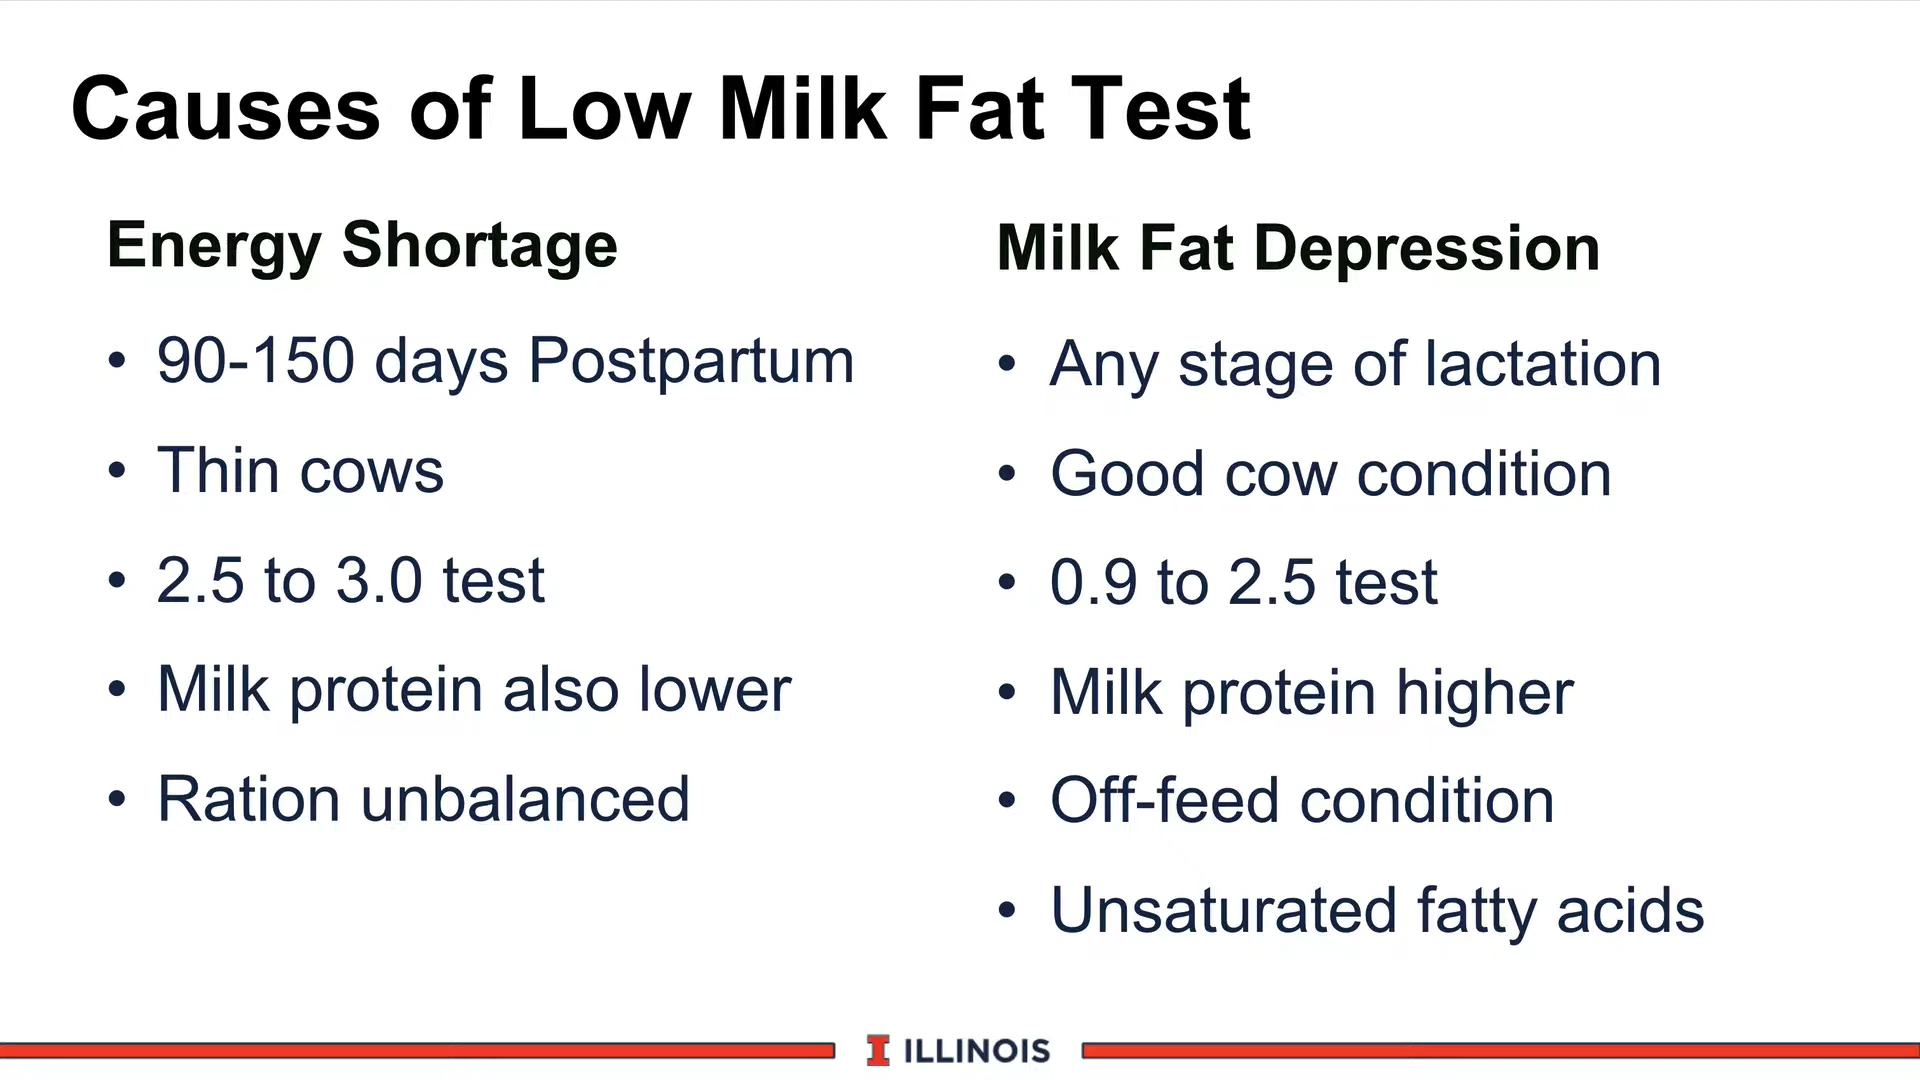 Causes of Low Milk Fat Test
Energy Shortage
• 90-150 days Postpartum
• Thin cows
• 2.5 to 3.0 test
• Milk protein also lower
• Ration unbalanced
Milk Fat Depression
• Any stage of lactation
• Good cow condition
• 0.9 to 2.5 test
• Milk protein higher
• Off-feed condition
• Unsaturated fatty acids
I ILLINOIS